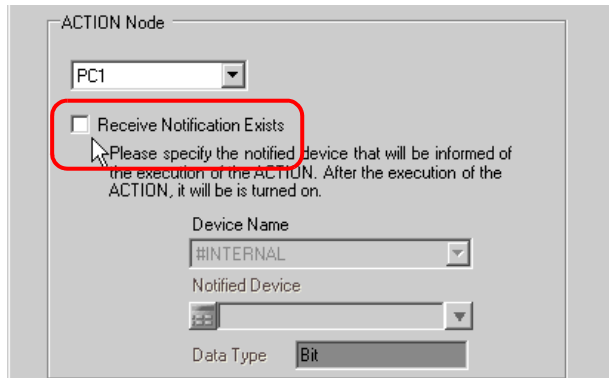 ACTION Node
PC1
Receive Notification Exists
Please specify the notified device that will be informed of
the execution of the ACTION. After the execution of the
ACTION, it will be is turned on.
Device Name
#INTERNAL
Notified Device
Data Type Bit